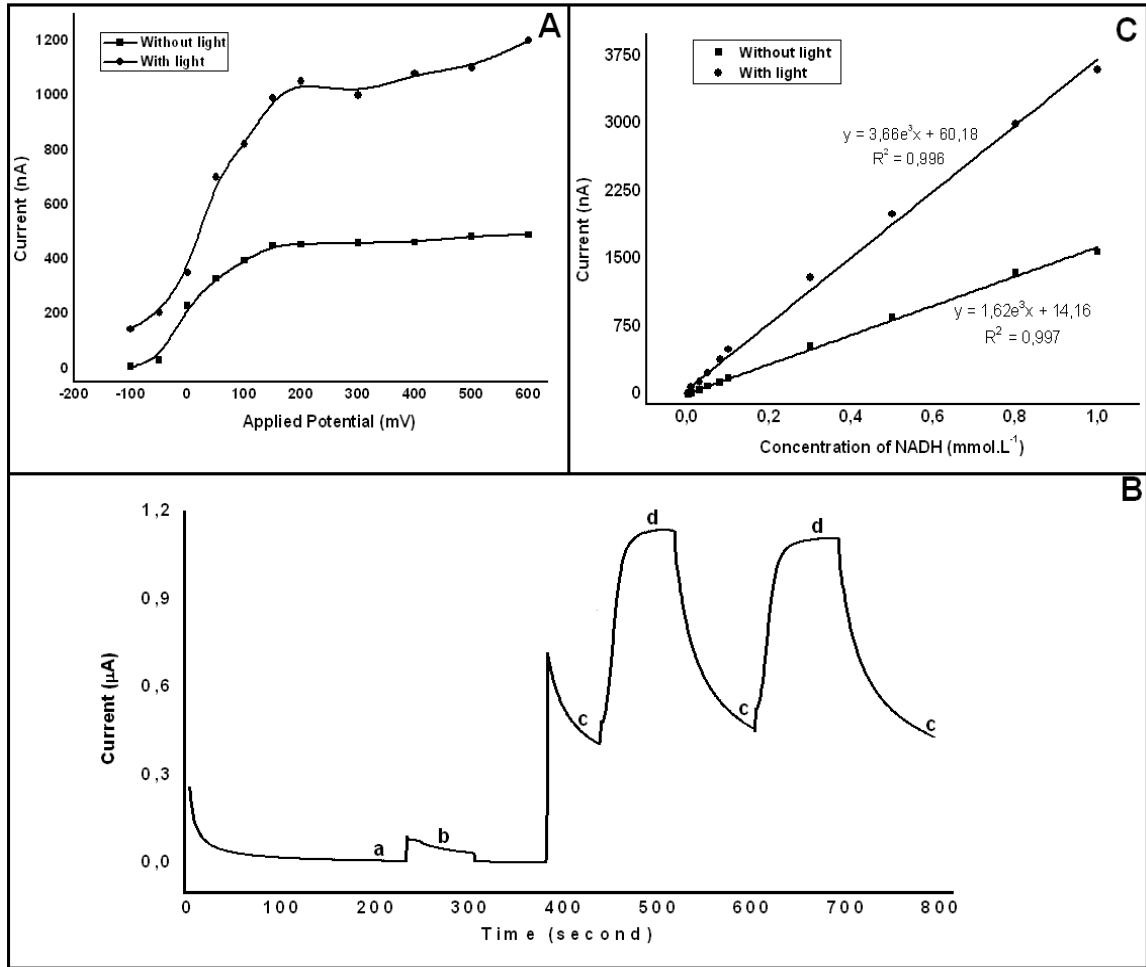 A
Without light
With light
1200
1000
800
600
400
200
0
-200 -100 0 100 200 300 400 500 600
Current (nA)
Applied Potential (mV)
C
Without light
With light
3750
3000
2250
1500
750
0
0,0 0,2 0,4 0,6 0,8 1,0
Current (nA)
Concentration of NADH (mmol.L⁻¹)
y = 3,66e³x + 60,18
R² = 0,996
y = 1,62e³x + 14,16
R² = 0,997
B
1,2
0,9
0,6
0,3
0,0
Current (µA)
d d
c c c
a b
0 100 200 300 400 500 600 700 800
Time (second)